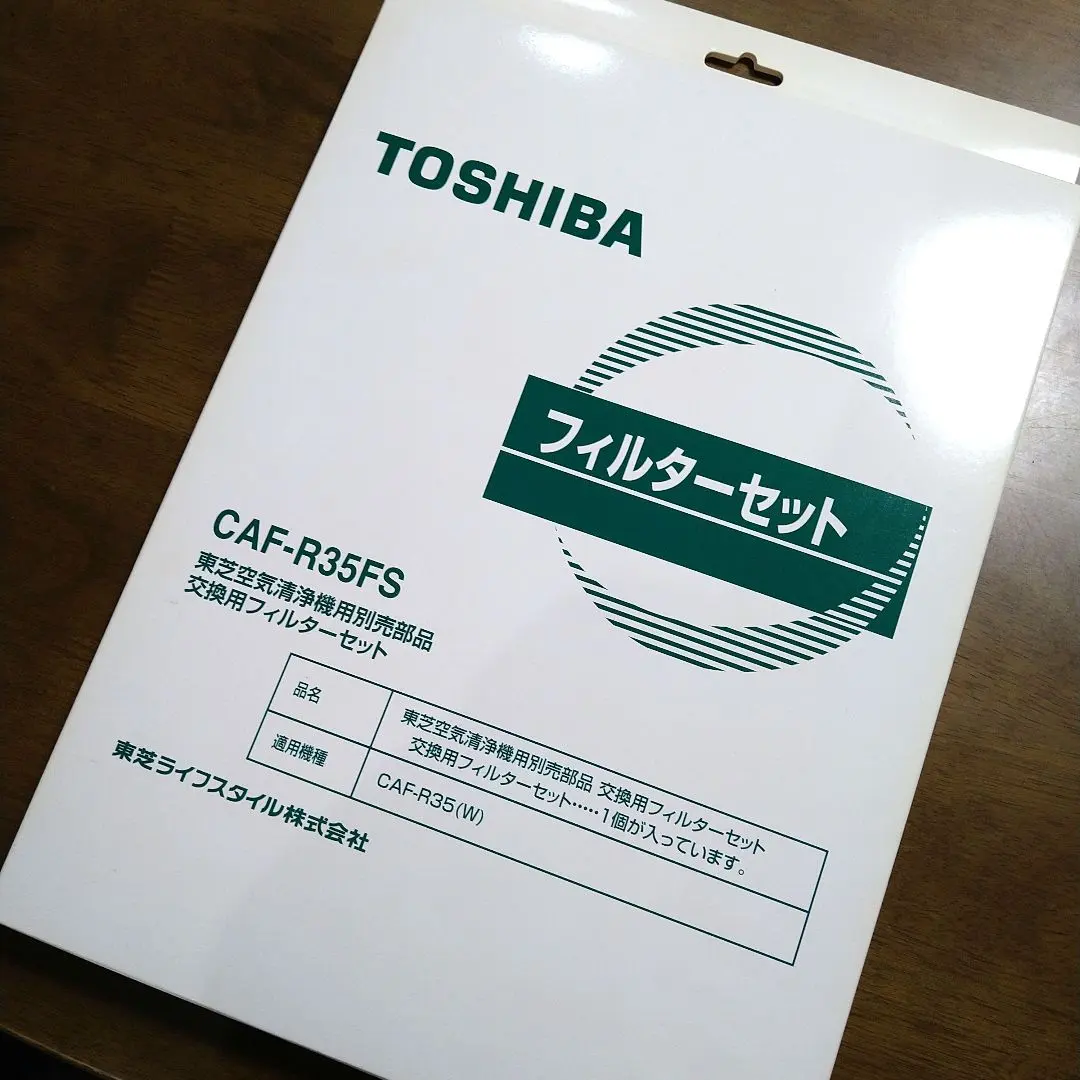 TOSHIBA
フィルターセット
CAF-R35FS
東芝空気清浄機用別売部品
交換用フィルターセット
品名
東芝空気清浄機用別売部品 交換用フィルターセット
交換用フィルターセット‥‥‥1個が入っています。
適用機種
CAF-R35(W)
東芝ライフスタイル株式会社